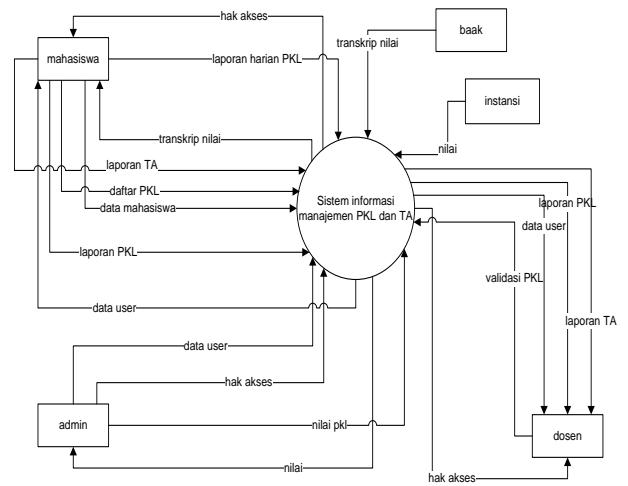 hak akses
baak
transkrip nilai
mahasiswa
laporan harian PKL
instansi
transkrip nilai
nilai
laporan TA
daftar PKL
Sistem informasi
manajemen PKL dan TA
data mahasiswa
laporan PKL
data user
laporan PKL
validasi PKL
data user
laporan TA
data user
hak akses
admin
nilai pkl
dosen
nilai
hak akses